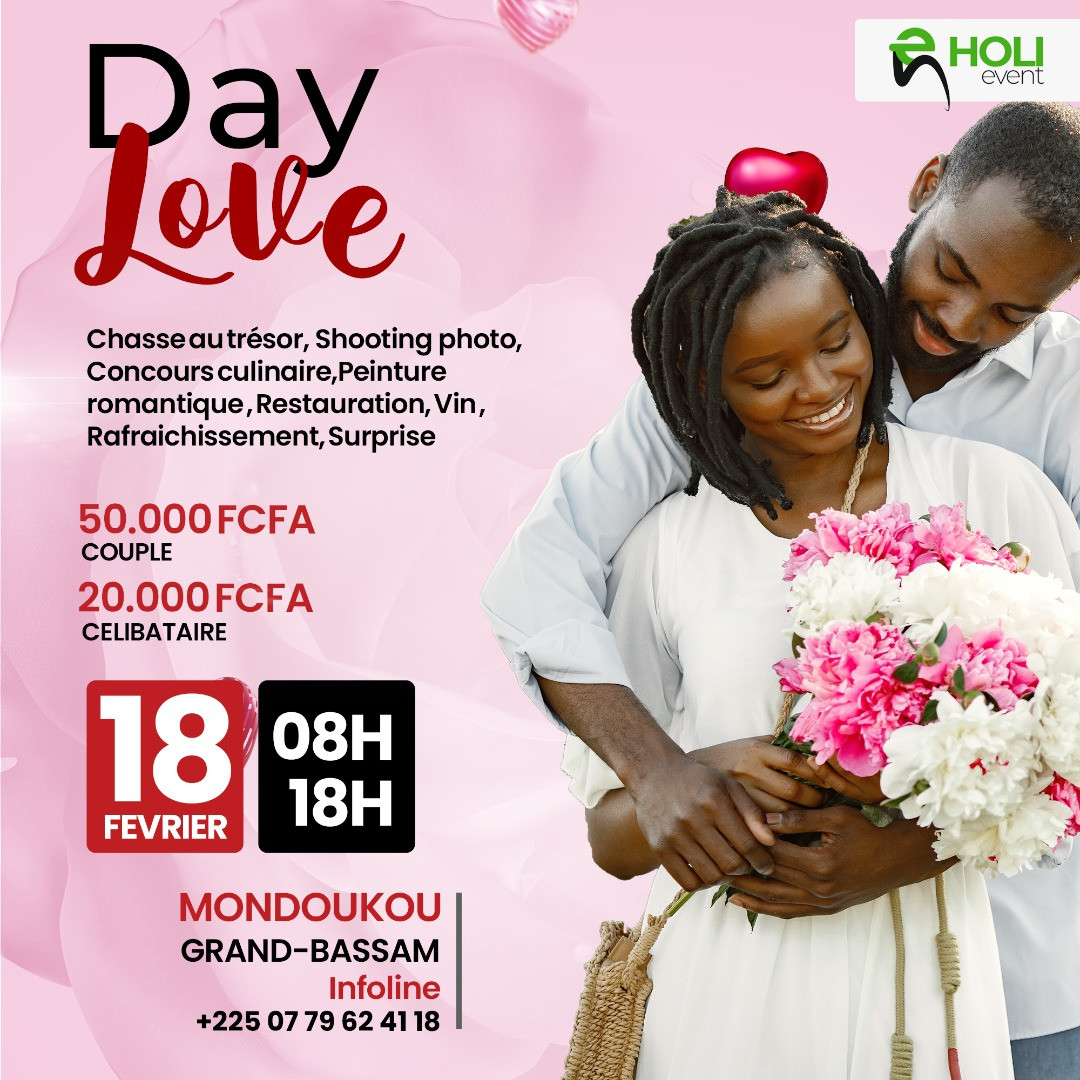 Day
Love
HOLI
event
Chasse au trésor, Shooting photo,
Concours culinaire,Peinture
romantique, Restauration, Vin,
Rafraichissement, Surprise
50.000 FCFA
COUPLE
20.000 FCFA
CELIBATAIRE
18
FEVRIER
08H
18H
MONDOUKOU
GRAND-BASSAM
Infoline
+225 07 79 62 41 18